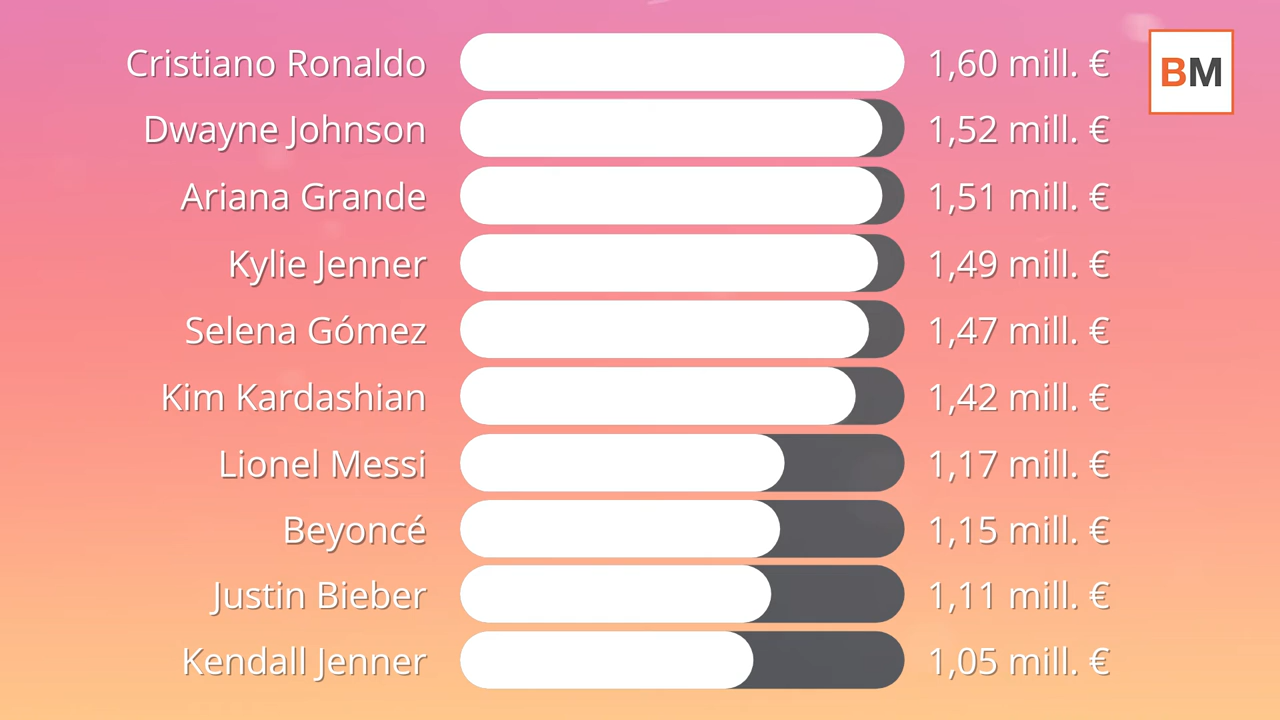 Cristiano Ronaldo 1,60 mill. €
BM
Dwayne Johnson 1,52 mill. €
Ariana Grande 1,51 mill. €
Kylie Jenner 1,49 mill. €
Selena Gómez 1,47 mill. €
Kim Kardashian 1,42 mill. €
Lionel Messi 1,17 mill. €
Beyoncé 1,15 mill. €
Justin Bieber 1,11 mill. €
Kendall Jenner 1,05 mill. €